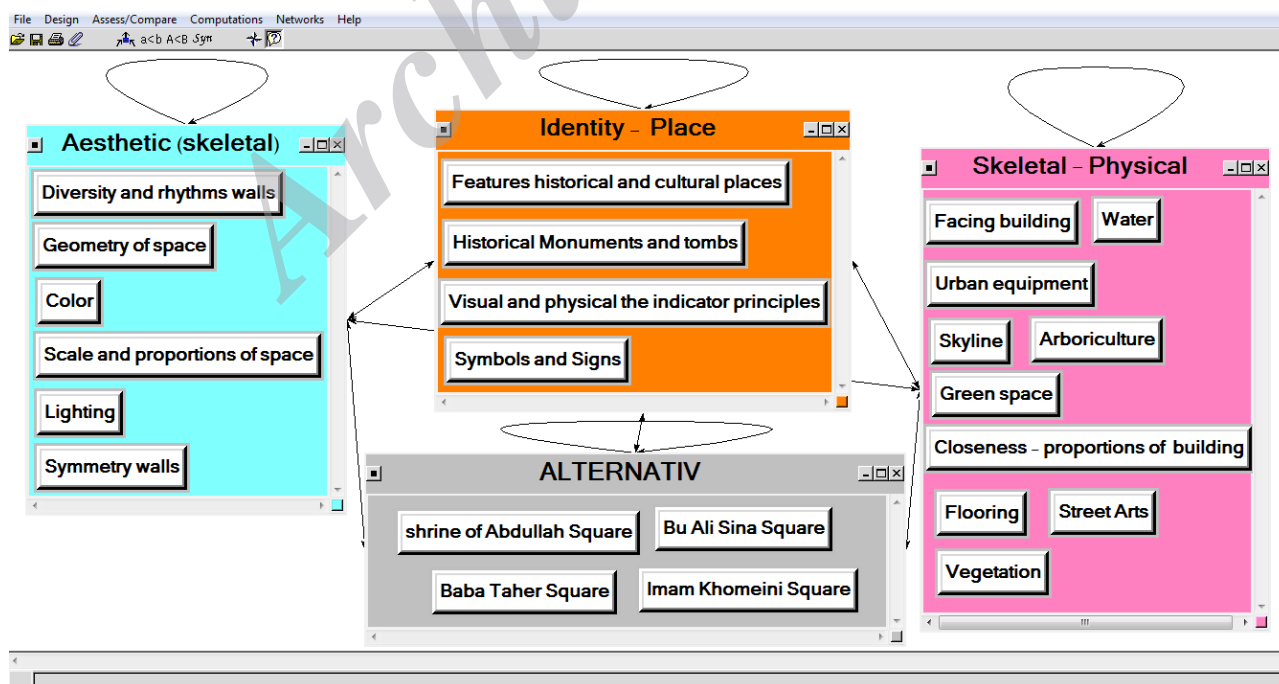 File Design Assess/Compare Computations Networks Help
a<b A<B Syn
Aesthetic (skeletal)
Diversity and rhythms walls
Geometry of space
Color
Scale and proportions of space
Lighting
Symmetry walls
Identity – Place
Features historical and cultural places
Historical Monuments and tombs
Visual and physical the indicator principles
Symbols and Signs
Skeletal – Physical
Facing building
Water
Urban equipment
Skyline
Arboriculture
Green space
Closeness – proportions of building
Flooring
Street Arts
Vegetation
ALTERNATIV
shrine of Abdullah Square
Bu Ali Sina Square
Baba Taher Square
Imam Khomeini Square